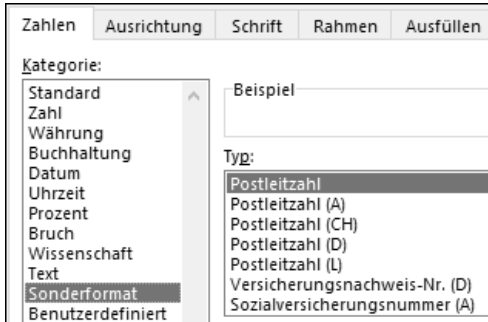 Zahlen Ausrichtung Schrift Rahmen Ausfüllen
Kategorie:
Standard
Zahl
Währung
Buchhaltung
Datum
Uhrzeit
Prozent
Bruch
Wissenschaft
Text
Sonderformat
Benutzerdefiniert
Beispiel
Typ:
Postleitzahl
Postleitzahl (A)
Postleitzahl (CH)
Postleitzahl (D)
Postleitzahl (L)
Versicherungsnachweis-Nr. (D)
Sozialversicherungsnummer (A)